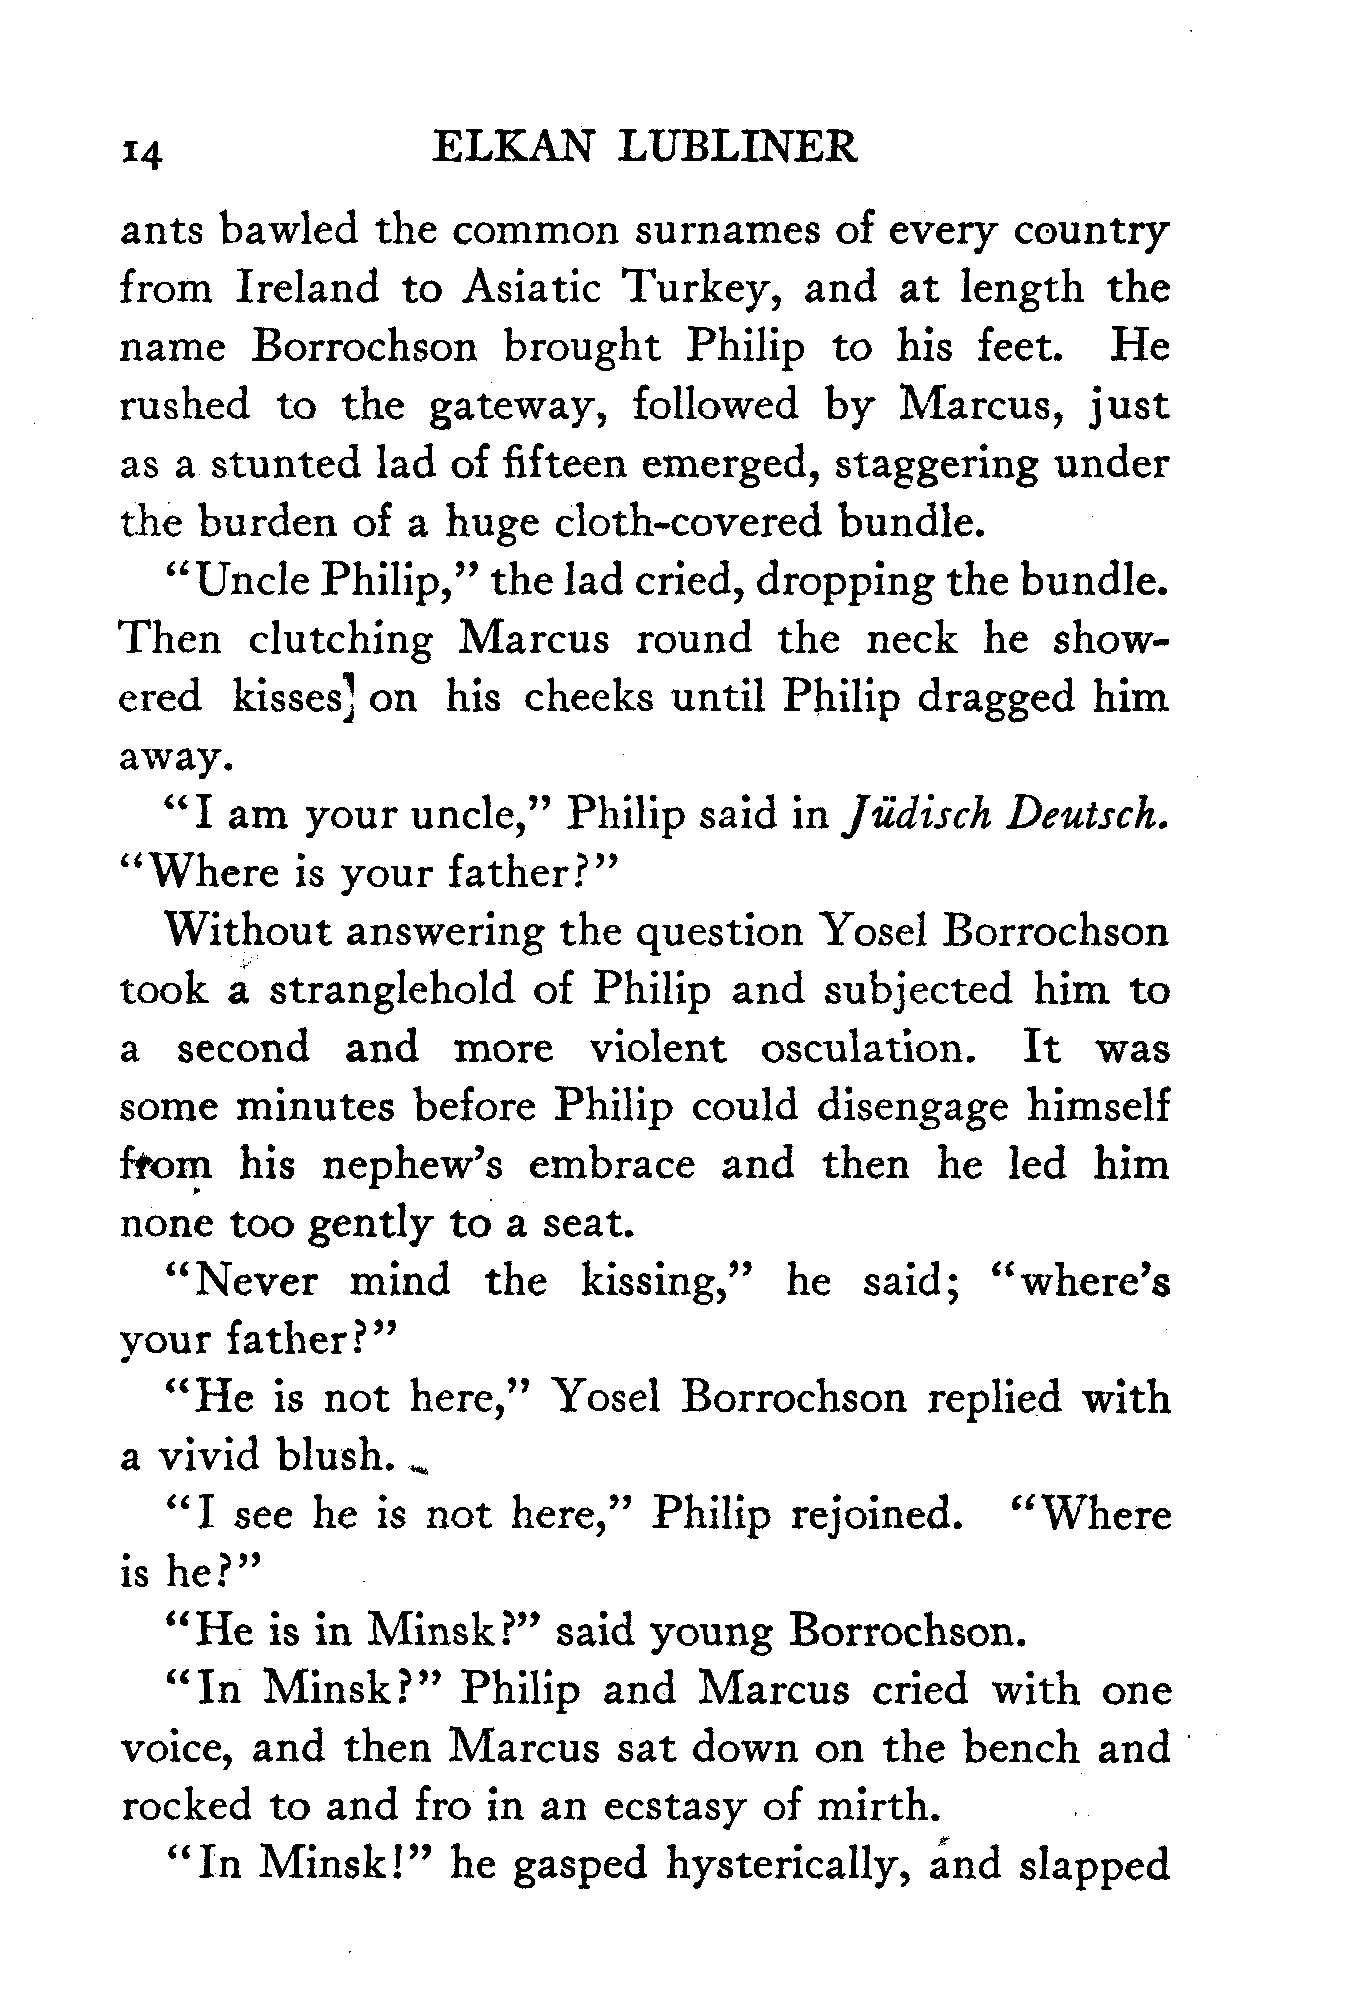 14 ELKAN LUBLINER
ants bawled the common surnames of every country
from Ireland to Asiatic Turkey, and at length the
name Borrochson brought Philip to his feet. He
rushed to the gateway, followed by Marcus, just
as a stunted lad of fifteen emerged, staggering under
the burden of a huge cloth-covered bundle.
"Uncle Philip," the lad cried, dropping the bundle.
Then clutching Marcus round the neck he show-
ered kisses] on his cheeks until Philip dragged him
away.
"I am your uncle," Philip said in Jüdisch Deutsch.
"Where is your father?"
Without answering the question Yosel Borrochson
took a stranglehold of Philip and subjected him to
a second and more violent osculation. It was
some minutes before Philip could disengage himself
from his nephew's embrace and then he led him
none too gently to a seat.
"Never mind the kissing," he said; "where's
your father?"
"He is not here," Yosel Borrochson replied with
a vivid blush.
"I see he is not here," Philip rejoined. "Where
is he?"
"He is in Minsk?" said young Borrochson.
"In Minsk?" Philip and Marcus cried with one
voice, and then Marcus sat down on the bench and
rocked to and fro in an ecstasy of mirth.
"In Minsk!" he gasped hysterically, and slapped